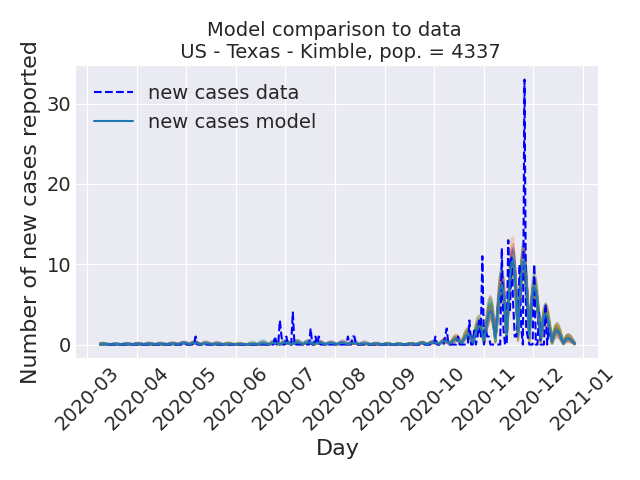 Model comparison to data
US - Texas - Kimble, pop. = 4337
Number of new cases reported
30
20
10
0
new cases data
new cases model
2020-03
2020-04
2020-05
2020-06
2020-07
2020-08
2020-09
2020-10
2020-11
2020-12
2021-01
Day